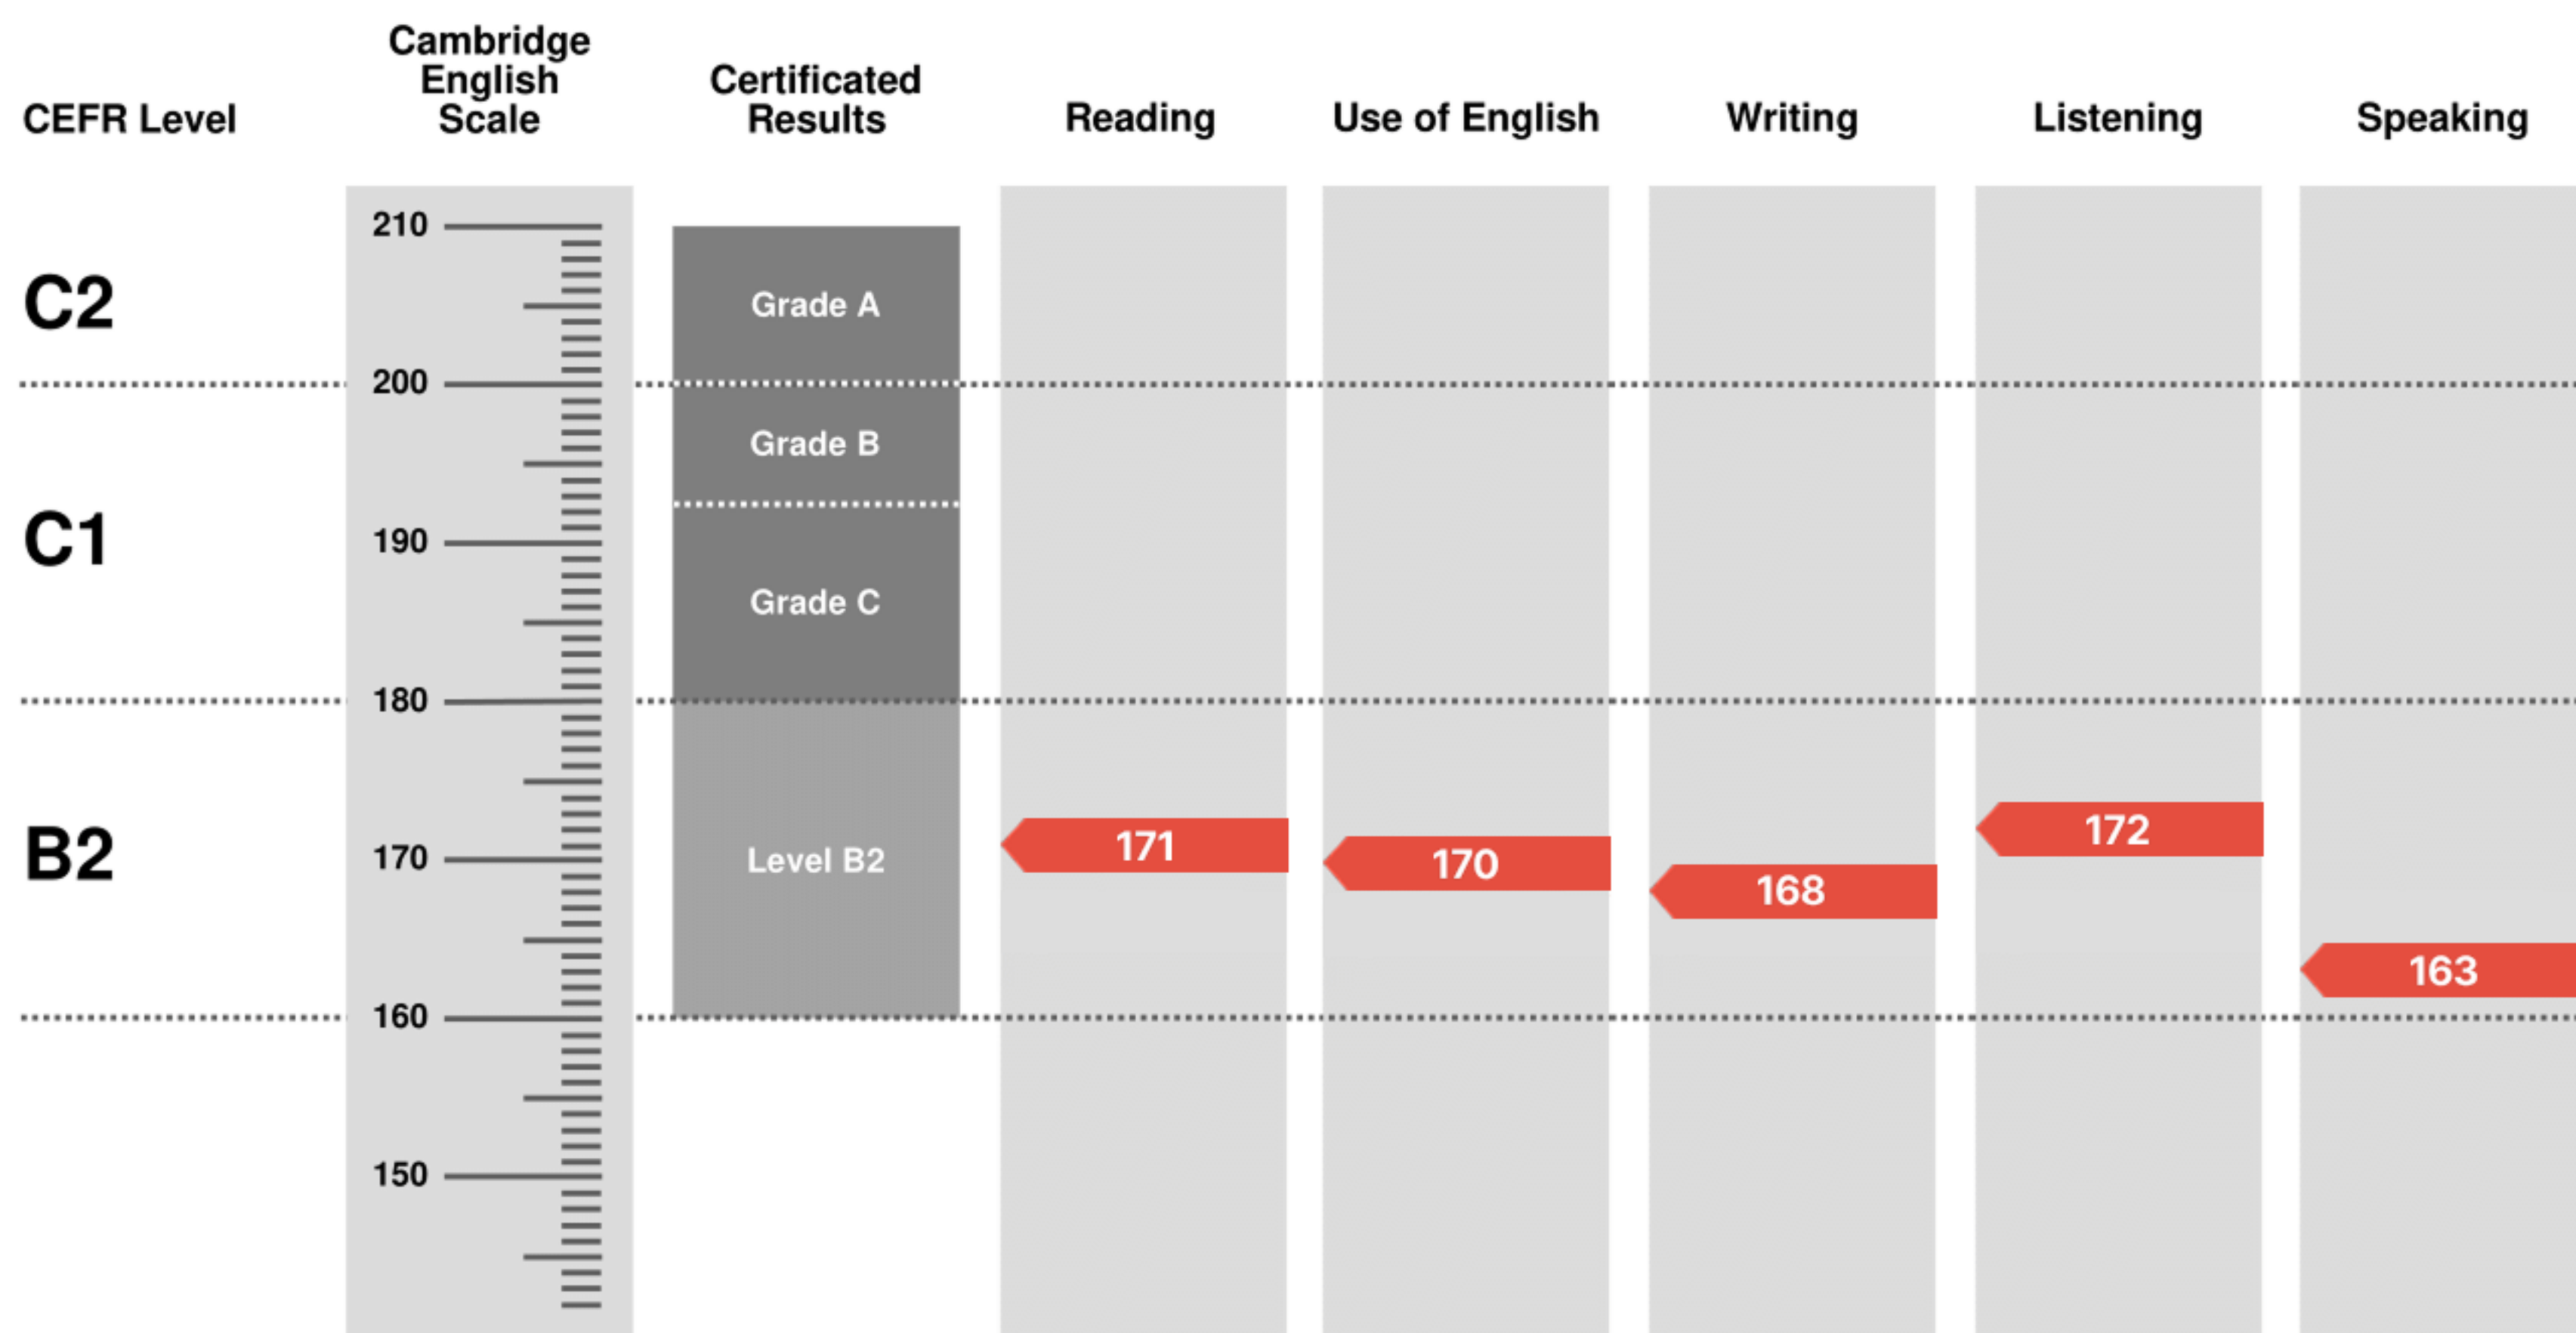 CEFR Level
Cambridge
English
Scale
Certificated
Results
Reading
Use of English
Writing
Listening
Speaking
C2
C1
B2
210
200
190
180
170
160
150
Grade A
Grade B
Grade C
Level B2
171
170
168
172
163